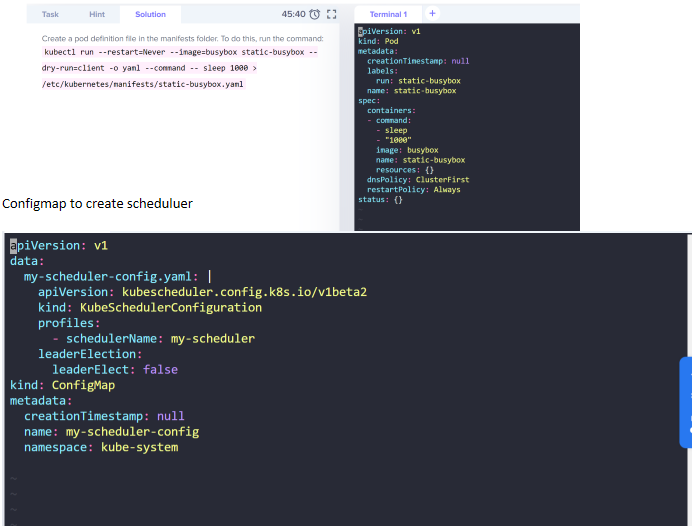 Task Hint Solution 45:40
Create a pod definition file in the manifests folder. To do this, run the command:
kubectl run --restart=Never --image=busybox static-busybox --
dry-run=client -o yaml --command -- sleep 1000 >
/etc/kubernetes/manifests/static-busybox.yaml
Terminal 1 +
apiVersion: v1
kind: Pod
metadata:
  creationTimestamp: null
  labels:
    run: static-busybox
  name: static-busybox
spec:
  containers:
  - command:
    - sleep
    - "1000"
    image: busybox
    name: static-busybox
    resources: {}
  dnsPolicy: ClusterFirst
  restartPolicy: Always
status: {}
~
~
Configmap to create scheduluer
apiVersion: v1
data:
  my-scheduler-config.yaml: |
    apiVersion: kubescheduler.config.k8s.io/v1beta2
    kind: KubeSchedulerConfiguration
    profiles:
      - schedulerName: my-scheduler
    leaderElection:
      leaderElect: false
kind: ConfigMap
metadata:
  creationTimestamp: null
  name: my-scheduler-config
  namespace: kube-system
~
~
~
~